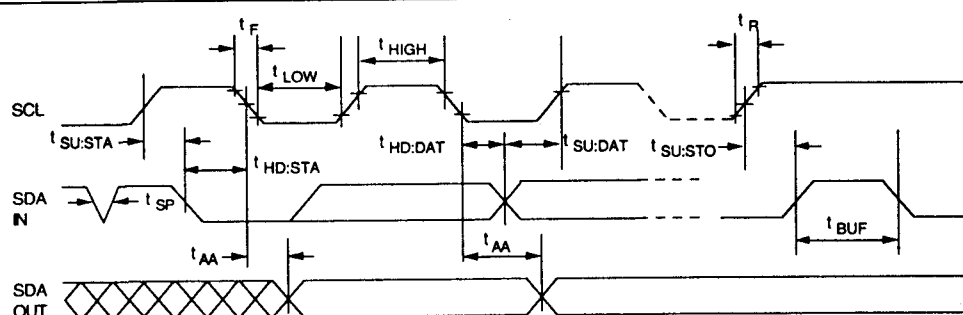 t F
t R
t HIGH
t LOW
SCL
t SU:STA
t HD:STA
t HD:DAT
t SU:DAT
t SU:STO
SDA
IN
t SP
t BUF
t AA
t AA
SDA
OUT